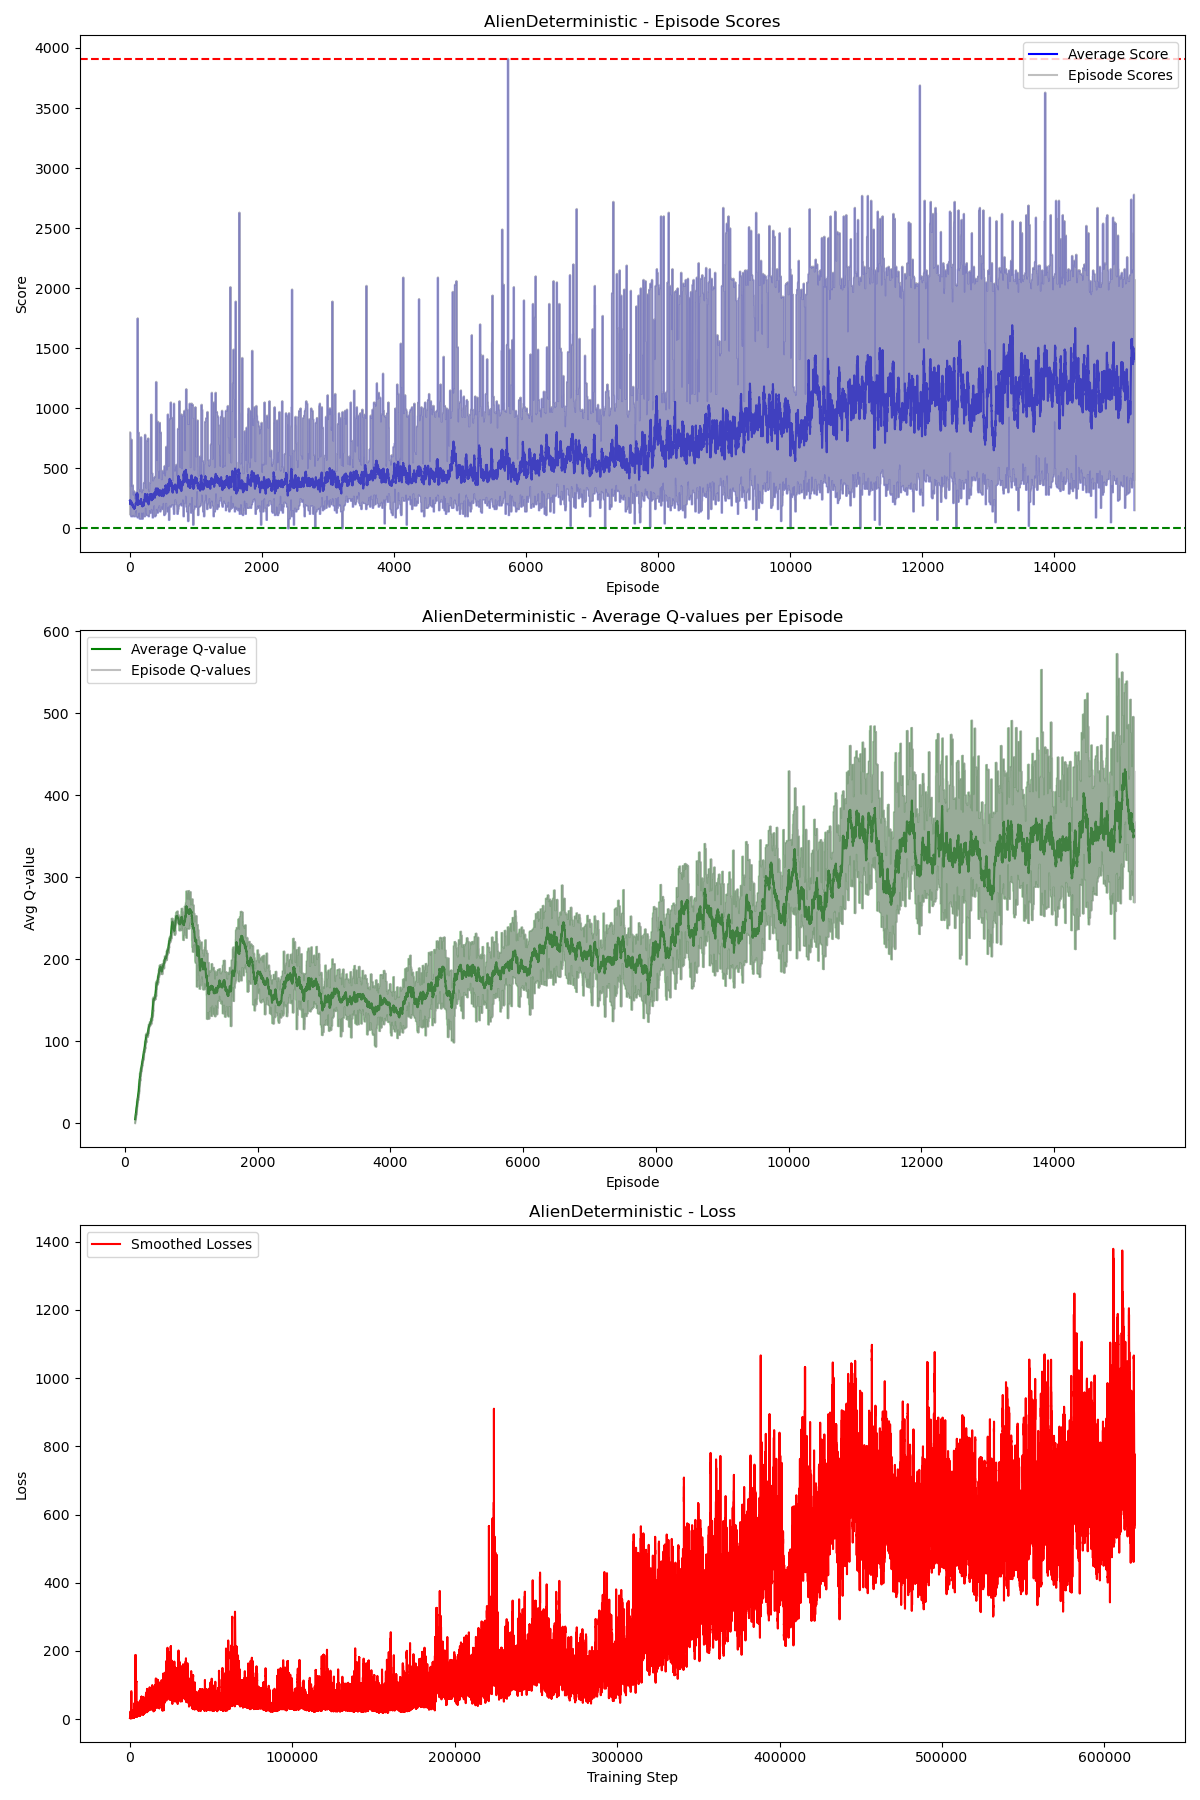 AlienDeterministic - Episode Scores
Average Score
Episode Scores
4000
3500
3000
2500
2000
1500
1000
500
0
Score
0 2000 4000 6000 8000 10000 12000 14000
Episode
AlienDeterministic - Average Q-values per Episode
Average Q-value
Episode Q-values
600
500
400
300
200
100
0
Avg Q-value
0 2000 4000 6000 8000 10000 12000 14000
Episode
AlienDeterministic - Loss
Smoothed Losses
1400
1200
1000
800
600
400
200
0
Loss
0 100000 200000 300000 400000 500000 600000
Training Step